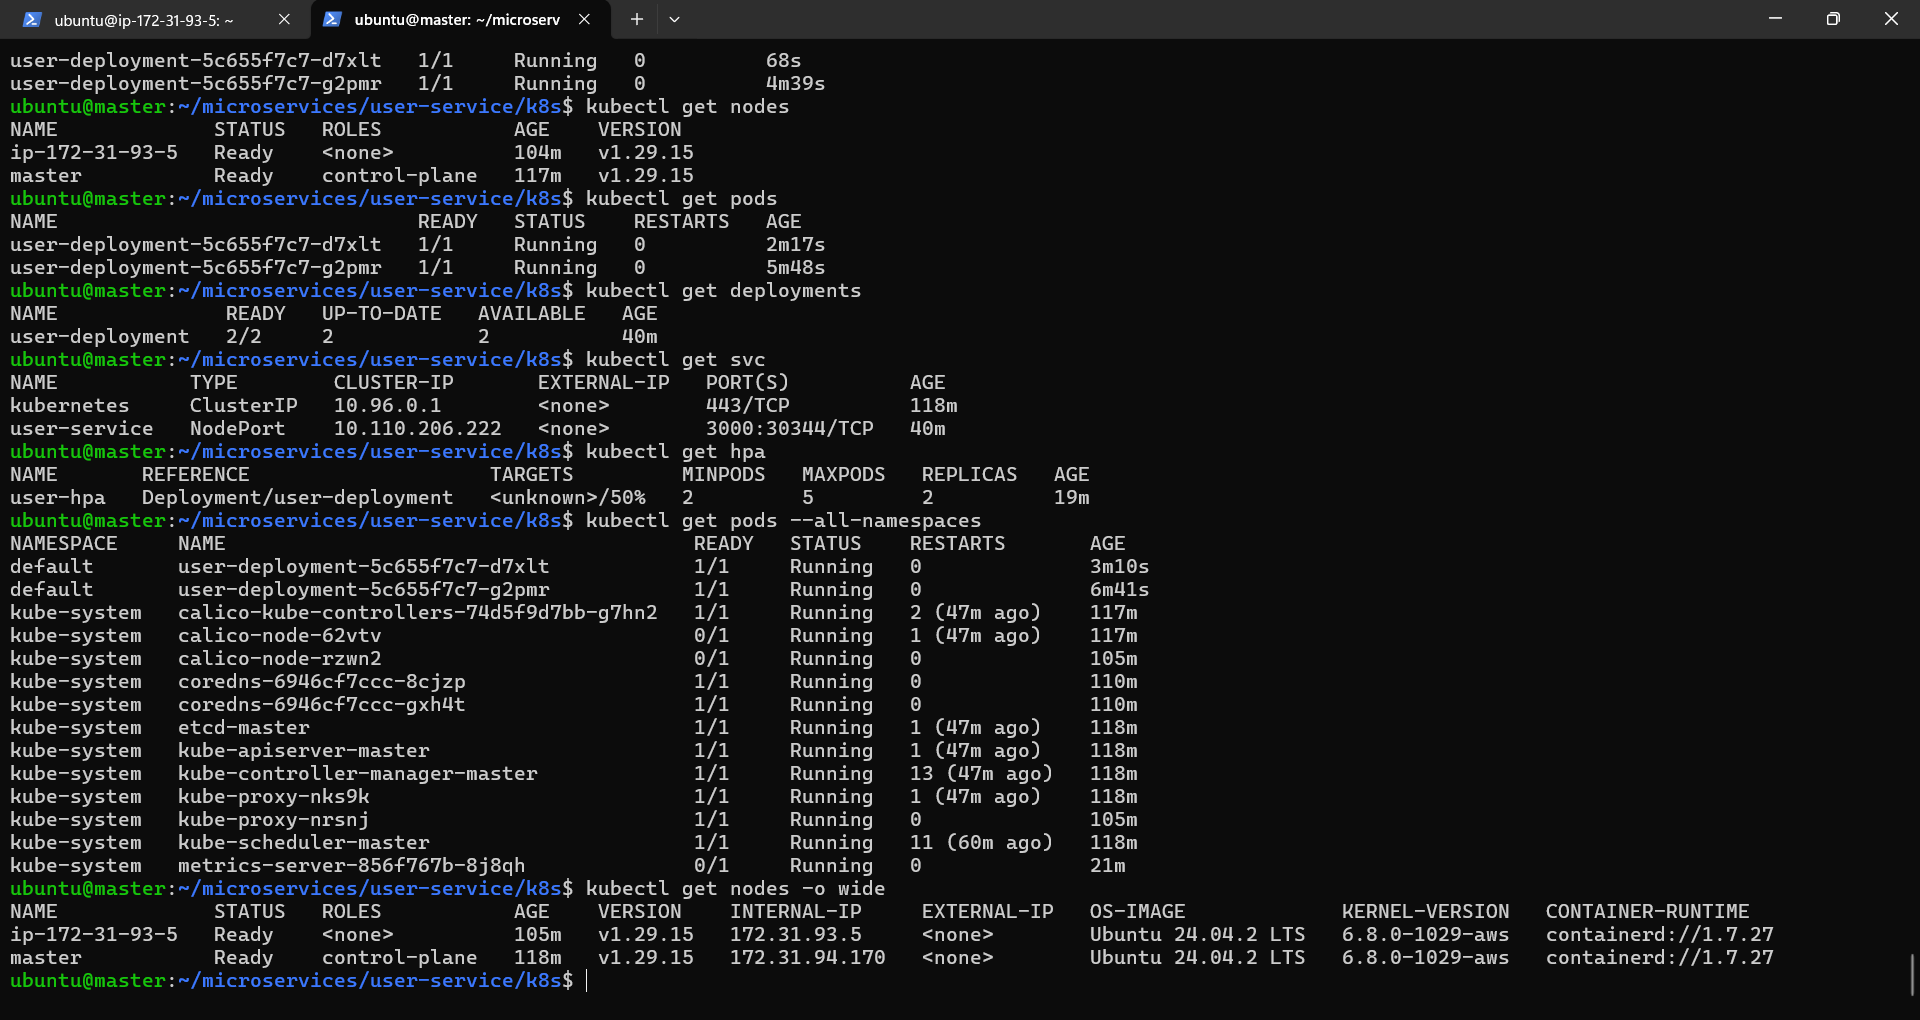 ubuntu@ip-172-31-93-5: ~
ubuntu@master: ~/microserv
user-deployment-5c655f7c7-d7xlt   1/1     Running   0          68s
user-deployment-5c655f7c7-g2pmr   1/1     Running   0          4m39s
ubuntu@master:~/microservices/user-service/k8s$ kubectl get nodes
NAME             STATUS   ROLES           AGE    VERSION
ip-172-31-93-5   Ready    <none>          104m   v1.29.15
master           Ready    control-plane   117m   v1.29.15
ubuntu@master:~/microservices/user-service/k8s$ kubectl get pods
NAME                              READY   STATUS    RESTARTS   AGE
user-deployment-5c655f7c7-d7xlt   1/1     Running   0          2m17s
user-deployment-5c655f7c7-g2pmr   1/1     Running   0          5m48s
ubuntu@master:~/microservices/user-service/k8s$ kubectl get deployments
NAME              READY   UP-TO-DATE   AVAILABLE   AGE
user-deployment   2/2     2            2           40m
ubuntu@master:~/microservices/user-service/k8s$ kubectl get svc
NAME           TYPE        CLUSTER-IP       EXTERNAL-IP   PORT(S)          AGE
kubernetes     ClusterIP   10.96.0.1        <none>        443/TCP          118m
user-service   NodePort    10.110.206.222   <none>        3000:30344/TCP   40m
ubuntu@master:~/microservices/user-service/k8s$ kubectl get hpa
NAME       REFERENCE                    TARGETS         MINPODS   MAXPODS   REPLICAS   AGE
user-hpa   Deployment/user-deployment   <unknown>/50%   2         5         2          19m
ubuntu@master:~/microservices/user-service/k8s$ kubectl get pods --all-namespaces
NAMESPACE     NAME                                       READY   STATUS    RESTARTS       AGE
default       user-deployment-5c655f7c7-d7xlt            1/1     Running   0              3m10s
default       user-deployment-5c655f7c7-g2pmr            1/1     Running   0              6m41s
kube-system   calico-kube-controllers-74d5f9d7bb-g7hn2   1/1     Running   2 (47m ago)    117m
kube-system   calico-node-62vtv                          0/1     Running   1 (47m ago)    117m
kube-system   calico-node-rzwn2                          0/1     Running   0              105m
kube-system   coredns-6946cf7ccc-8cjzp                   1/1     Running   0              110m
kube-system   coredns-6946cf7ccc-gxh4t                   1/1     Running   0              110m
kube-system   etcd-master                                1/1     Running   1 (47m ago)    118m
kube-system   kube-apiserver-master                      1/1     Running   1 (47m ago)    118m
kube-system   kube-controller-manager-master             1/1     Running   13 (47m ago)   118m
kube-system   kube-proxy-nks9k                           1/1     Running   1 (47m ago)    118m
kube-system   kube-proxy-nrsnj                           1/1     Running   0              105m
kube-system   kube-scheduler-master                      1/1     Running   11 (60m ago)   118m
kube-system   metrics-server-856f767b-8j8qh              0/1     Running   0              21m
ubuntu@master:~/microservices/user-service/k8s$ kubectl get nodes -o wide
NAME             STATUS   ROLES           AGE    VERSION    INTERNAL-IP     EXTERNAL-IP   OS-IMAGE             KERNEL-VERSION   CONTAINER-RUNTIME
ip-172-31-93-5   Ready    <none>          105m   v1.29.15   172.31.93.5     <none>        Ubuntu 24.04.2 LTS   6.8.0-1029-aws   containerd://1.7.27
master           Ready    control-plane   118m   v1.29.15   172.31.94.170   <none>        Ubuntu 24.04.2 LTS   6.8.0-1029-aws   containerd://1.7.27
ubuntu@master:~/microservices/user-service/k8s$